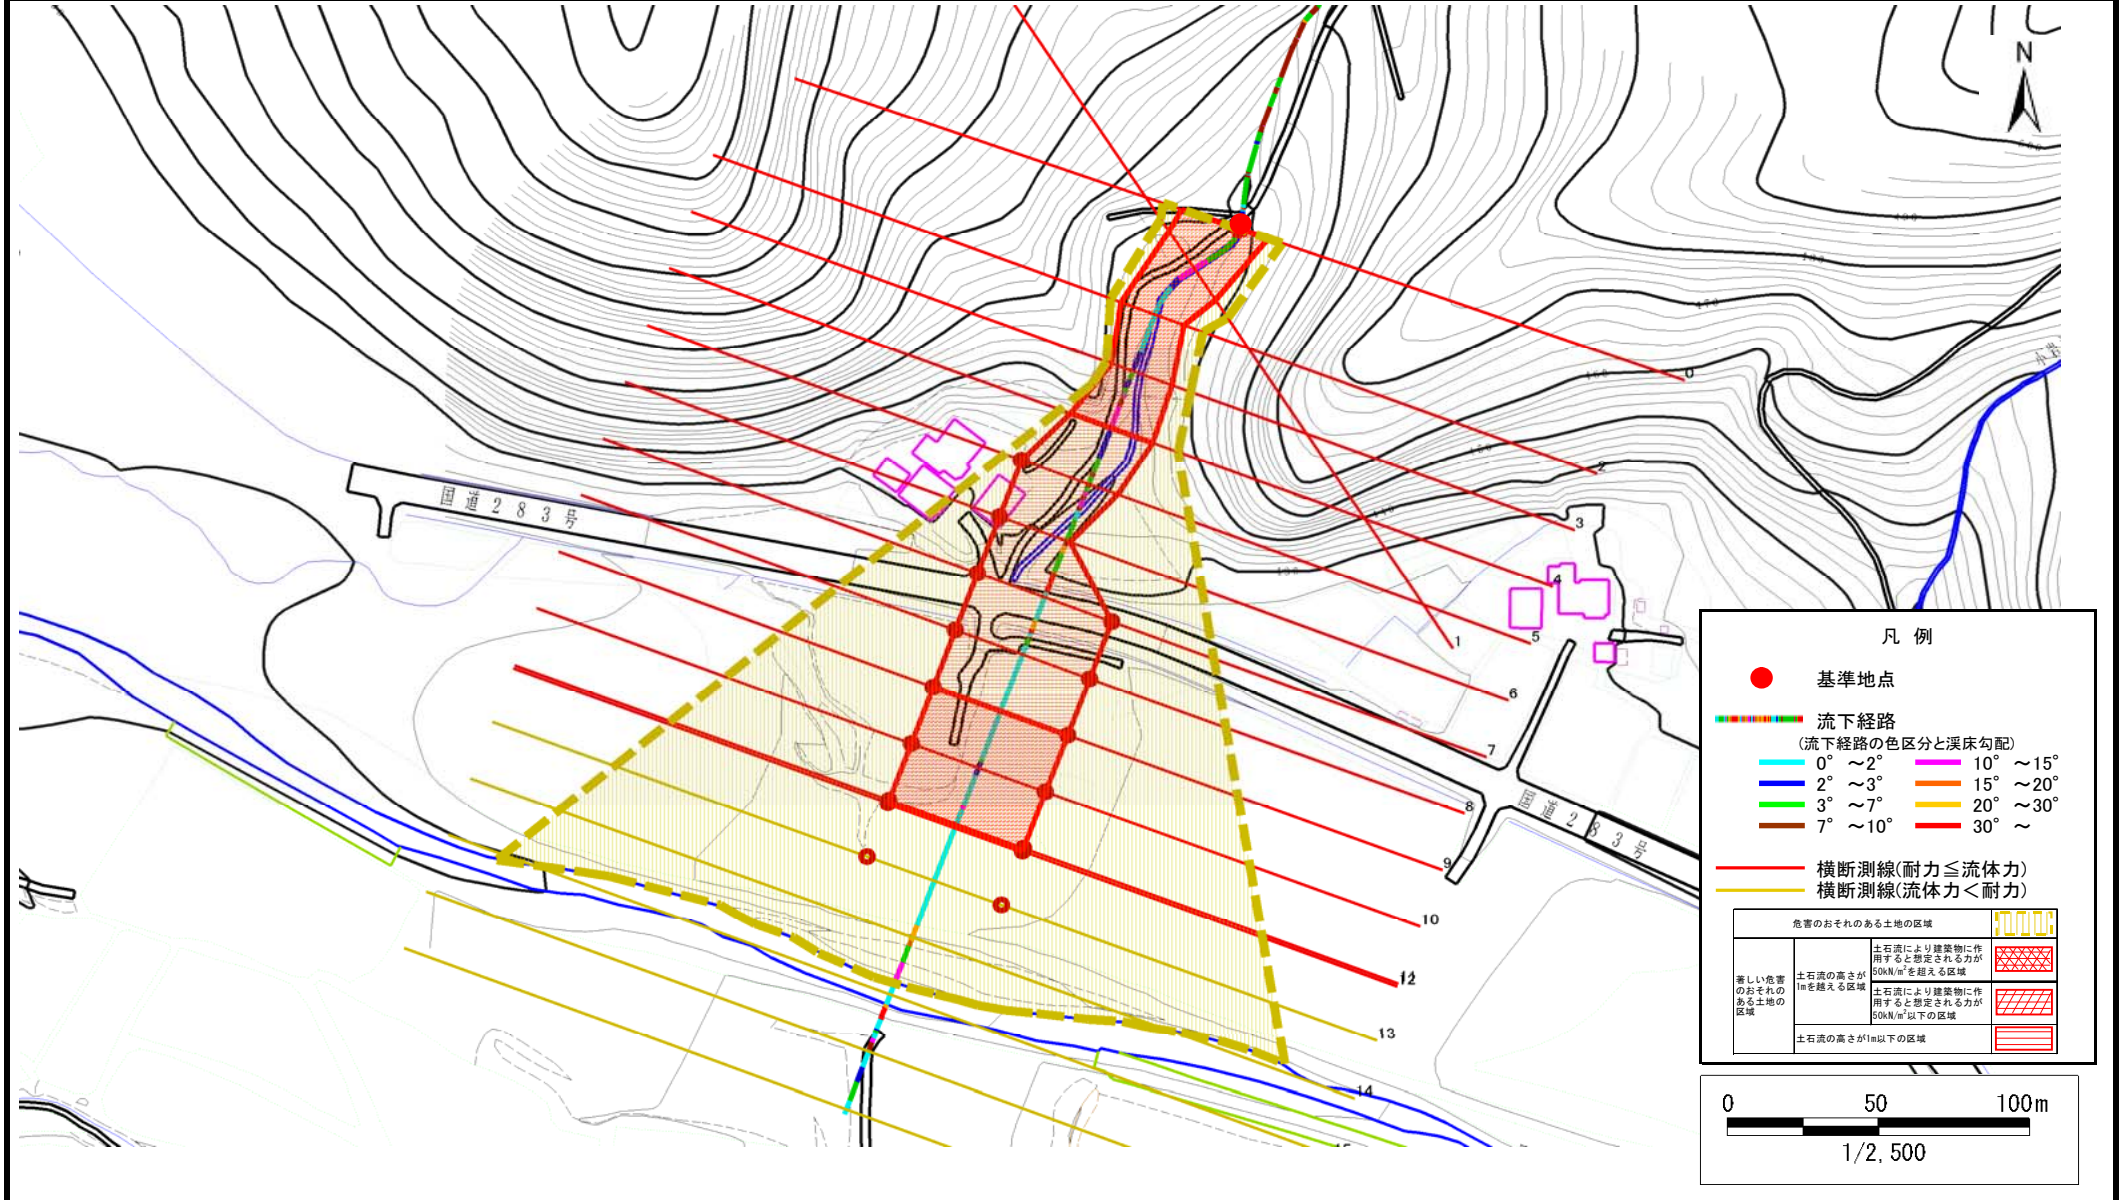 N
490
480
470
460
450
440
430
国道283号
国道283号
0
1
2
3
4
5
6
7
8
9
10
12
13
14
凡 例
基準地点
流下経路
(流下経路の色区分と渓床勾配)
0° ～2°
10° ～15°
2° ～3°
15° ～20°
3° ～7°
20° ～30°
7° ～10°
30° ～
横断測線(耐力≦流体力)
横断測線(流体力＜耐力)
危害のおそれのある土地の区域
著しい危害
のおそれの
ある土地の
区域
土石流の高さが
1mを越える区域
土石流により建築物に作
用すると想定される力が
50kN/m²を超える区域
土石流により建築物に作
用すると想定される力が
50kN/m²以下の区域
土石流の高さが1m以下の区域
0 50 100m
1/2,500